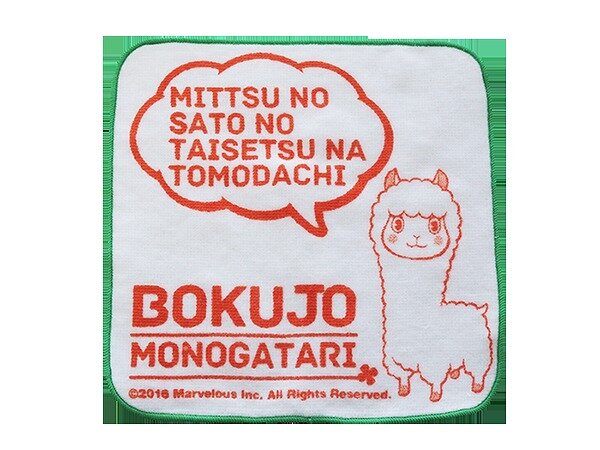 MITTSU NO
SATO NO
TAISETSU NA
TOMODACHI
BOKUJO
MONOGATARI
©2016 Marvelous Inc. All Rights Reserved.